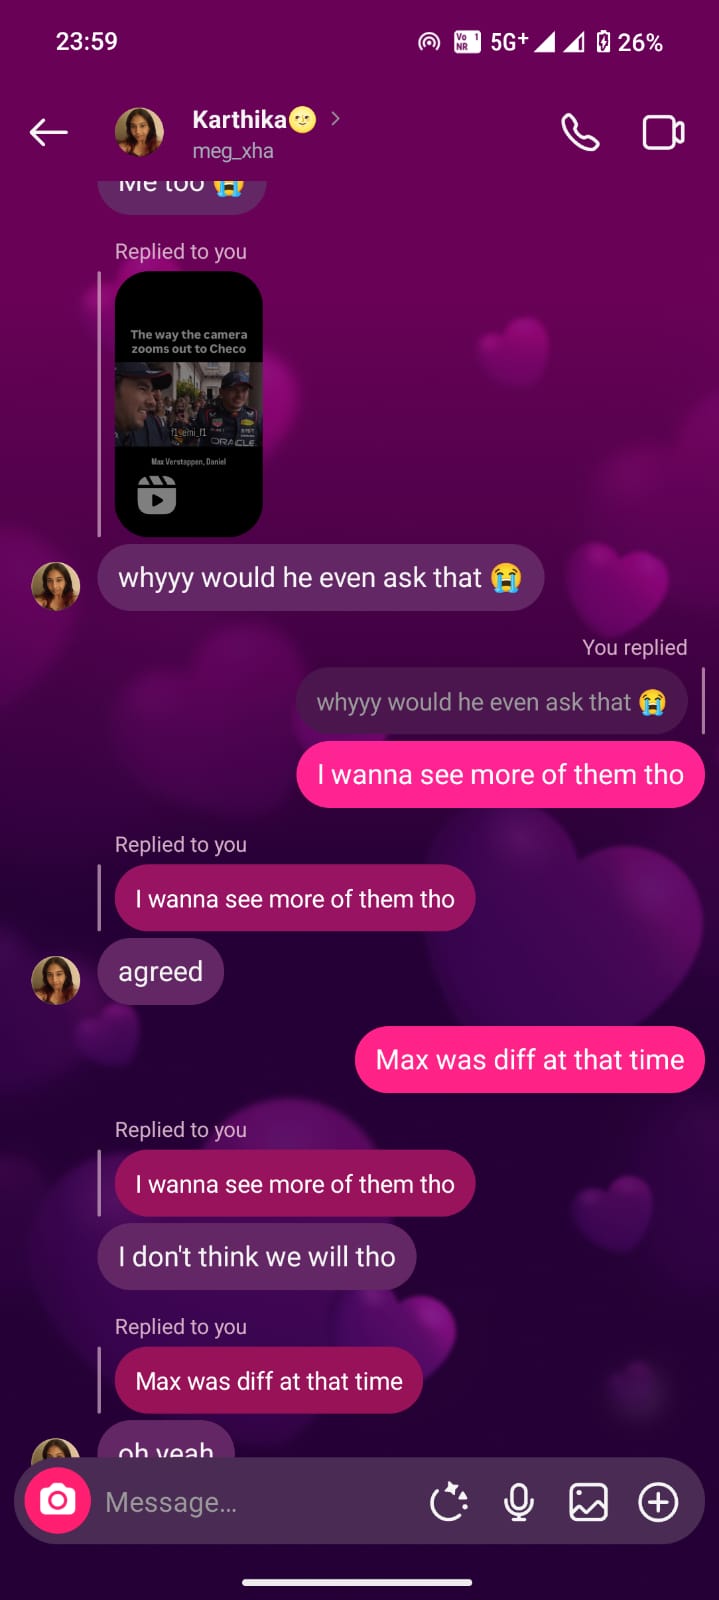 23:59
Vo 1
NR
5G+
26%
Karthika🌝
meg_xha
Me too 😭
Replied to you
The way the camera
zooms out to Checo
f1_emi_f1
ORACLE
Max Verstappen, Daniel
whyyy would he even ask that 😭
You replied
whyyy would he even ask that 😭
I wanna see more of them tho
Replied to you
I wanna see more of them tho
agreed
Max was diff at that time
Replied to you
I wanna see more of them tho
I don't think we will tho
Replied to you
Max was diff at that time
oh yeah
Message...